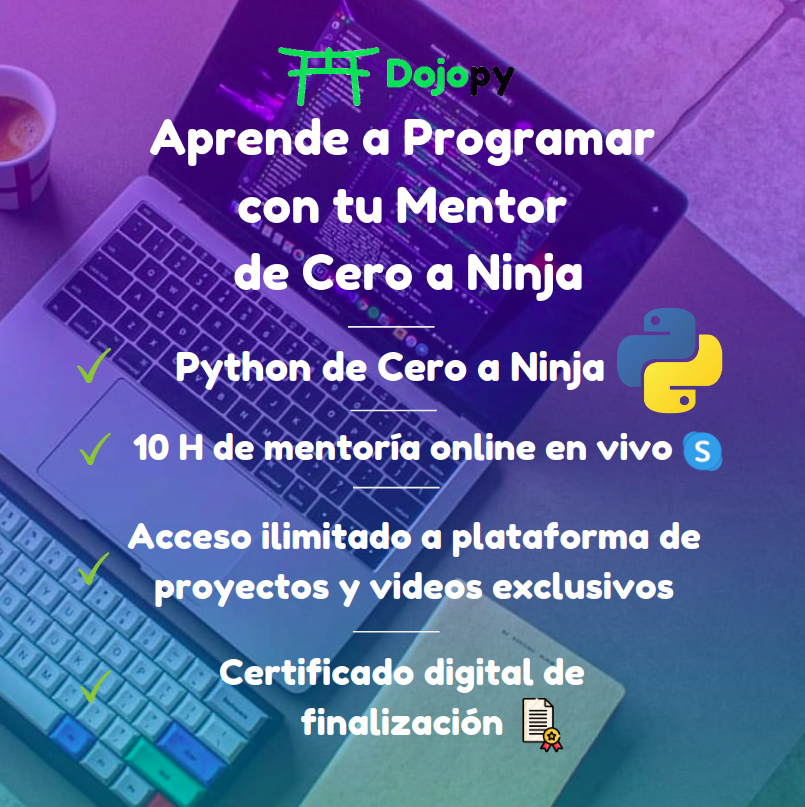 Dojopy
Aprende a Programar
con tu Mentor
de Cero a Ninja
Python de Cero a Ninja
10 H de mentoría online en vivo S
Acceso ilimitado a plataforma de
proyectos y videos exclusivos
Certificado digital de
finalización